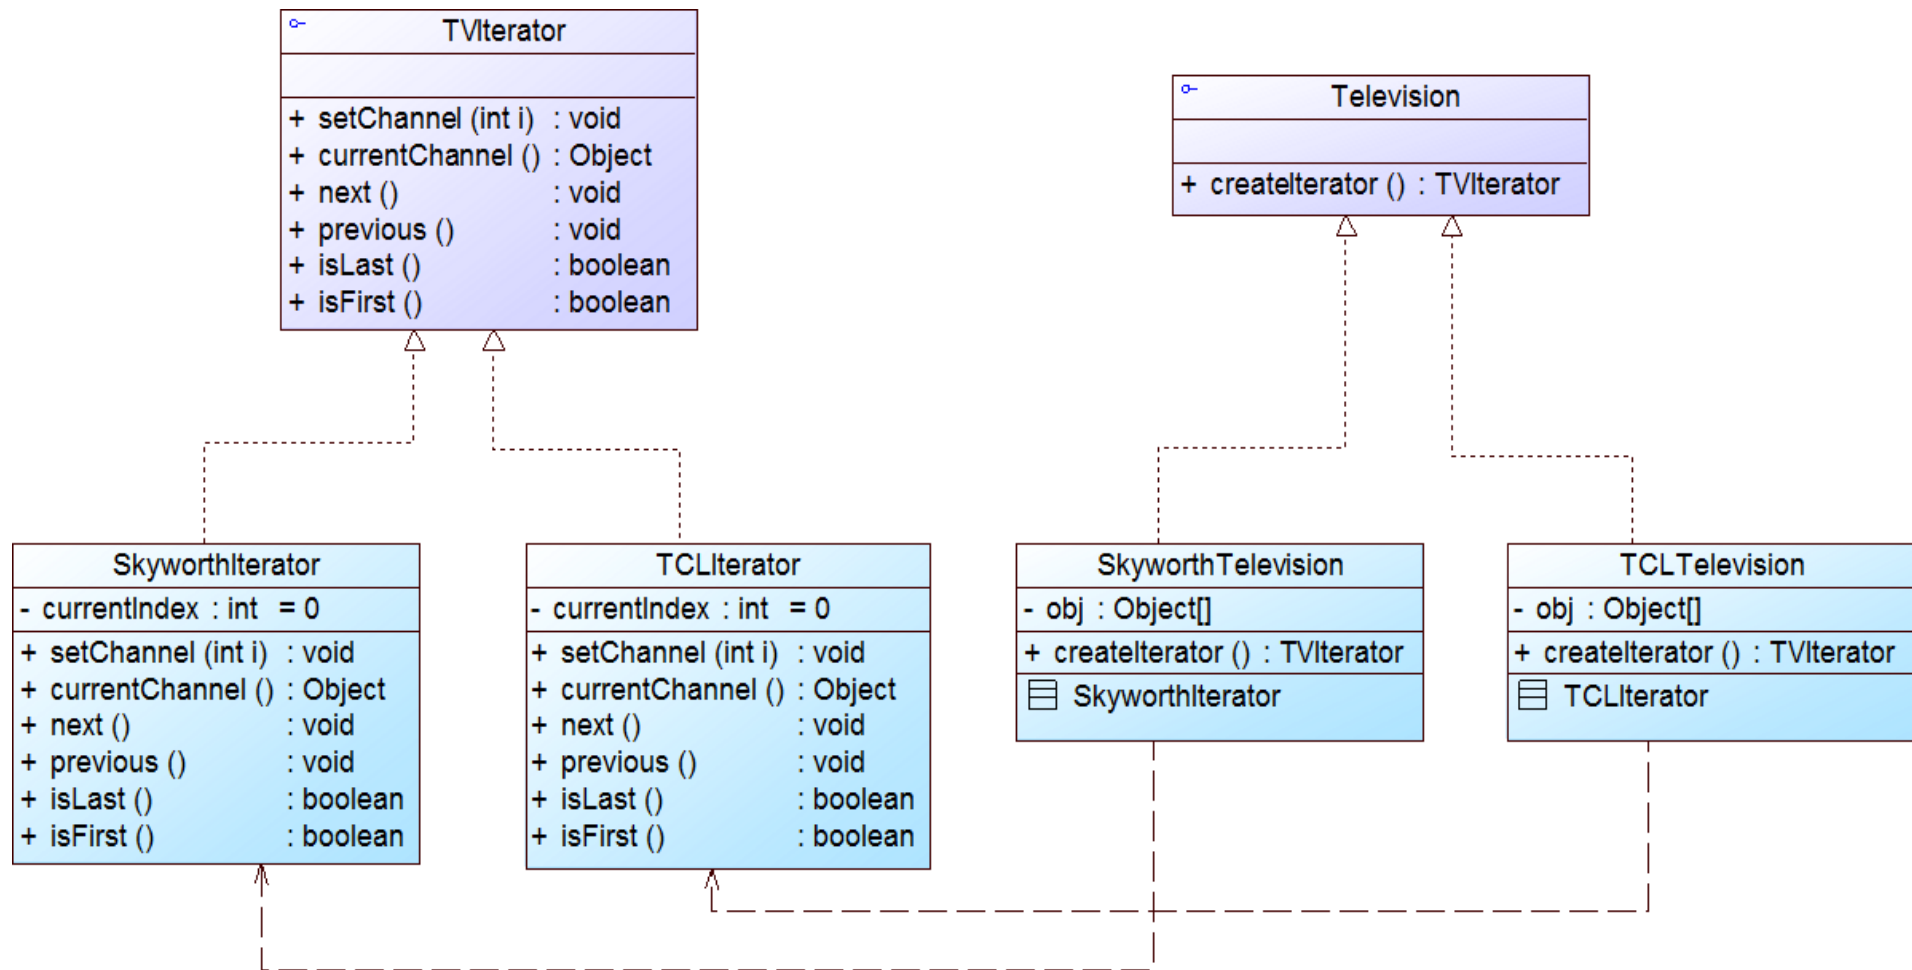 TVIterator
+ setChannel (int i) : void
+ currentChannel () : Object
+ next () : void
+ previous () : void
+ isLast () : boolean
+ isFirst () : boolean
Television
+ createIterator () : TVIterator
SkyworthIterator
- currentIndex : int = 0
+ setChannel (int i) : void
+ currentChannel () : Object
+ next () : void
+ previous () : void
+ isLast () : boolean
+ isFirst () : boolean
TCLIterator
- currentIndex : int = 0
+ setChannel (int i) : void
+ currentChannel () : Object
+ next () : void
+ previous () : void
+ isLast () : boolean
+ isFirst () : boolean
SkyworthTelevision
- obj : Object[]
+ createIterator () : TVIterator
SkyworthIterator
TCLTelevision
- obj : Object[]
+ createIterator () : TVIterator
TCLIterator